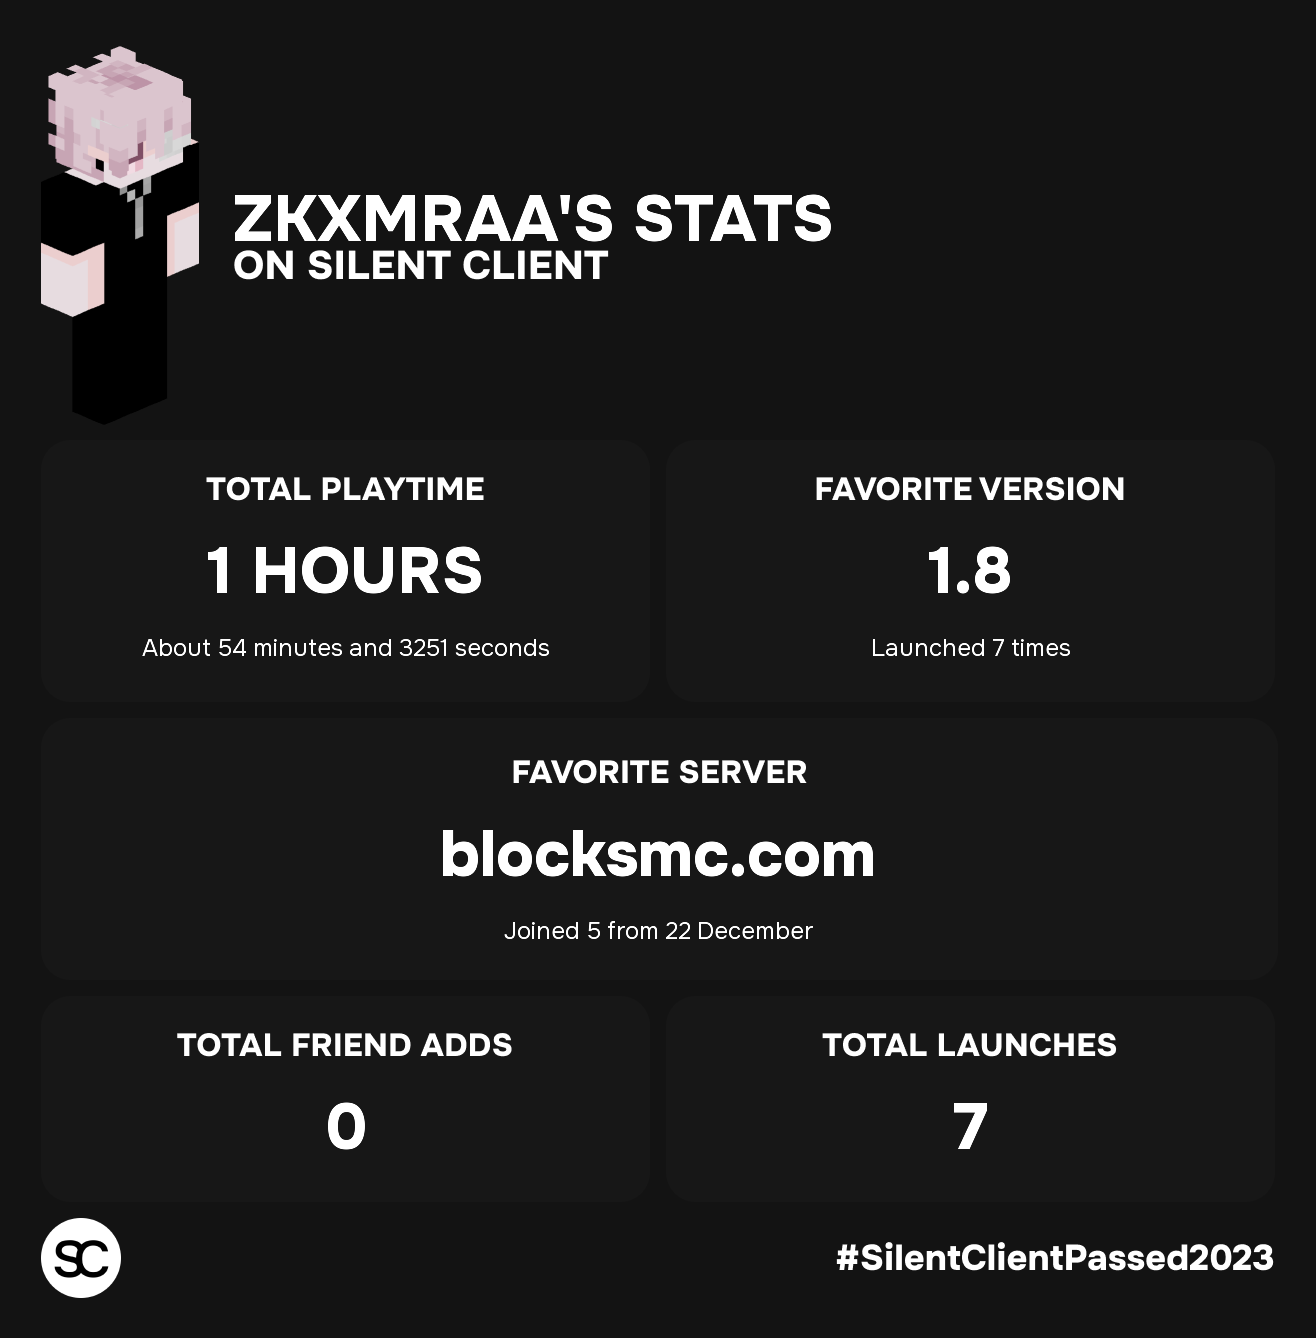 ZKXMRAA'S STATS
ON SILENT CLIENT
TOTAL PLAYTIME
1 HOURS
About 54 minutes and 3251 seconds
FAVORITE VERSION
1.8
Launched 7 times
FAVORITE SERVER
blocksmc.com
Joined 5 from 22 December
TOTAL FRIEND ADDS
0
TOTAL LAUNCHES
7
SC
#SilentClientPassed2023